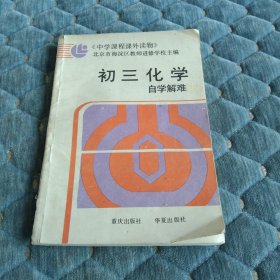 《中学课程课外读物》
北京市海淀区教师进修学校主编
初三化学
自学解难
重庆出版社 华夏出版社